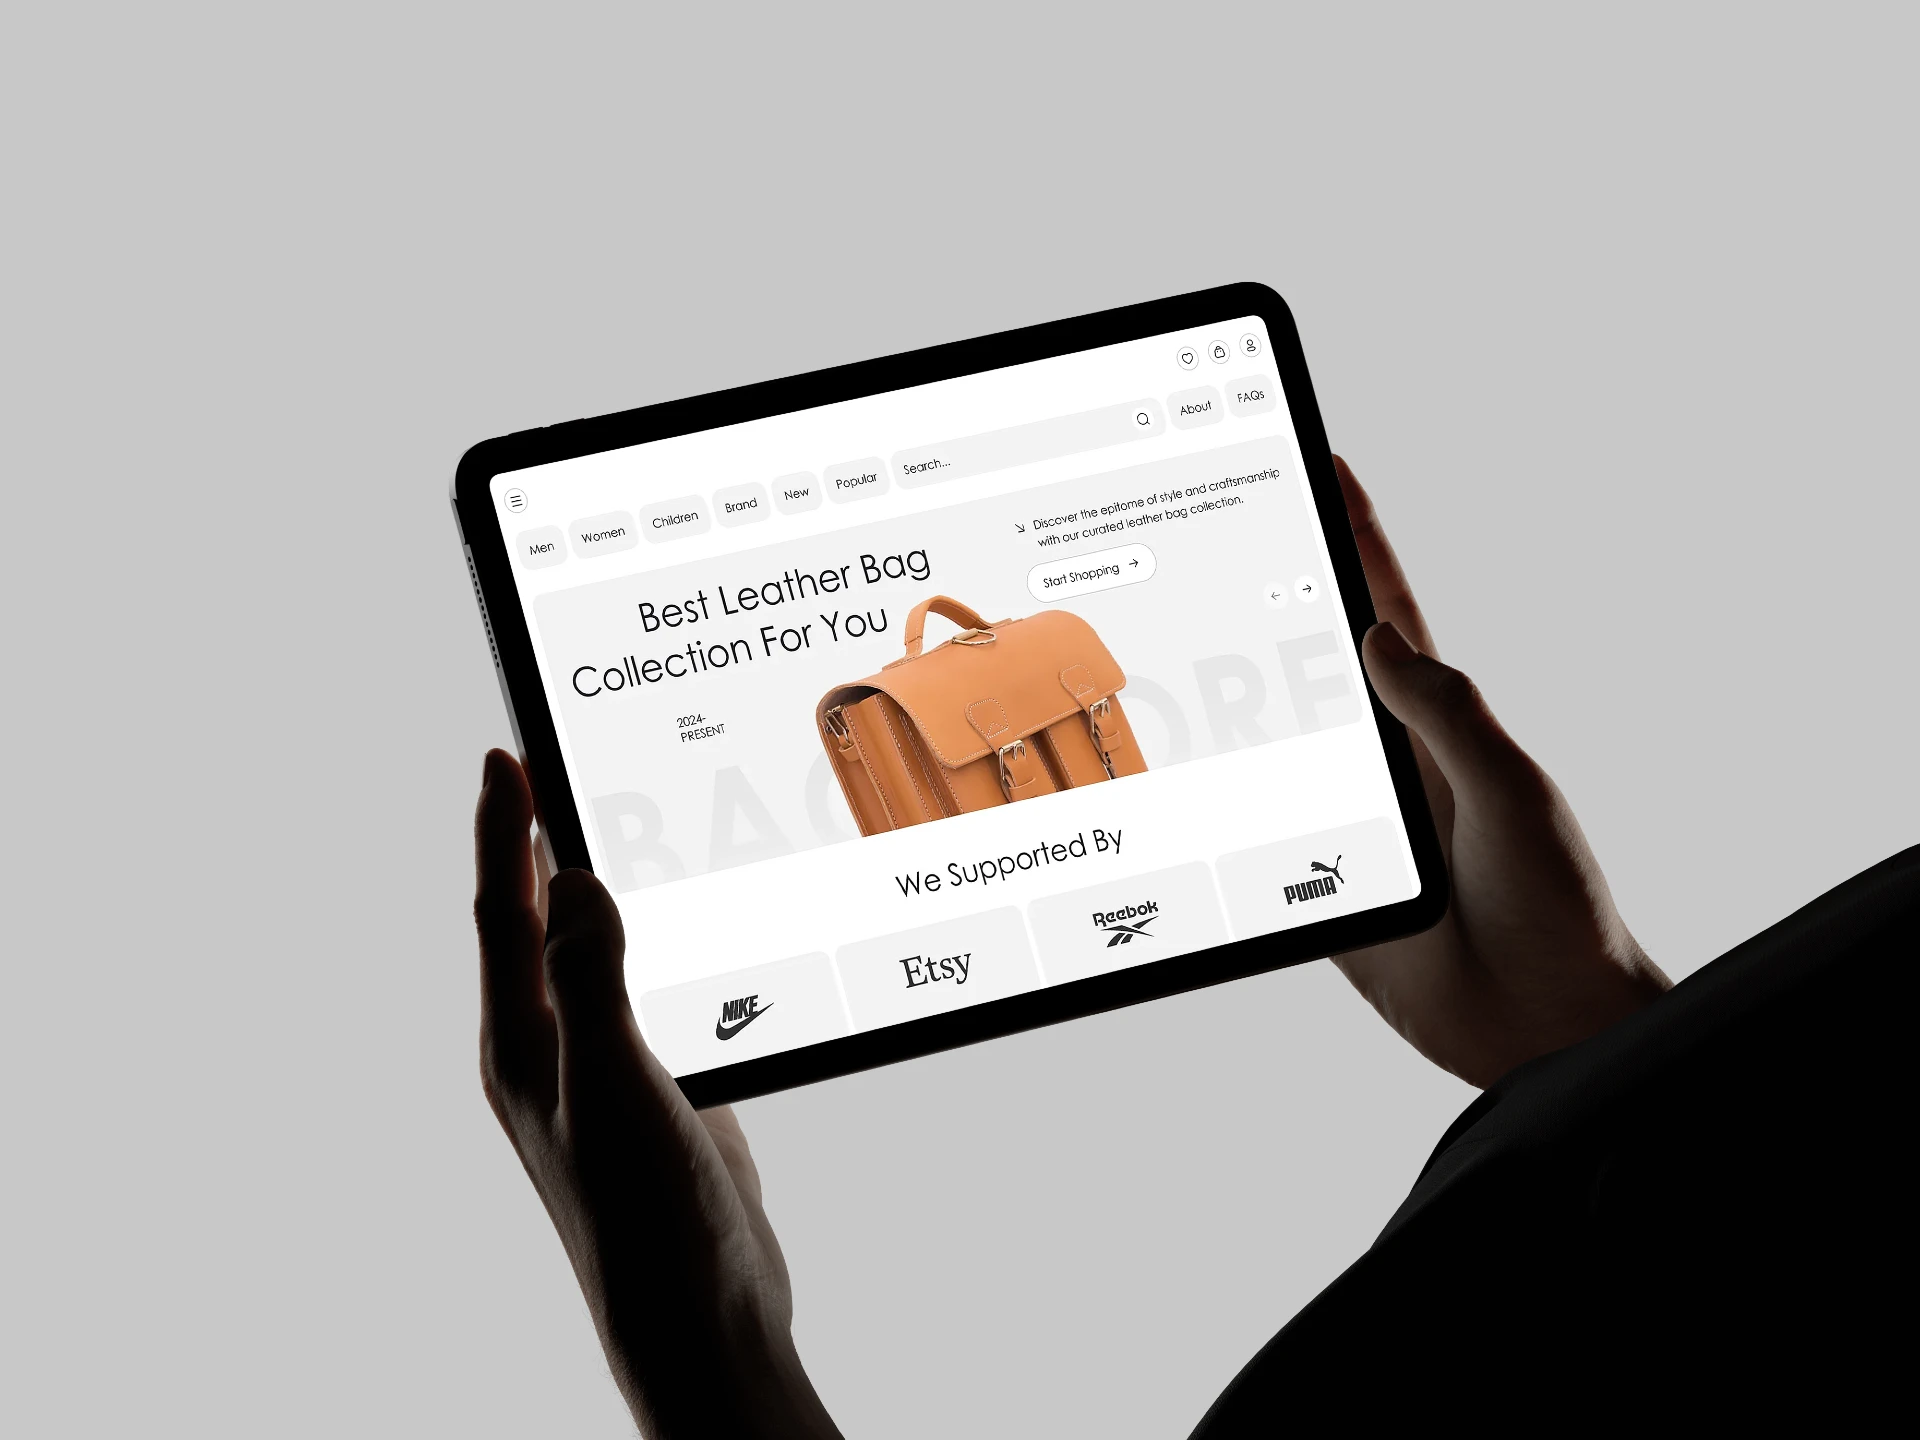 Men
Women
Children
Brand
New
Popular
Search...
About
FAQs
Best Leather Bag
Collection For You
Discover the epitome of style and craftsmanship
with our curated leather bag collection.
Start Shopping
2024-
PRESENT
BAG STORE
We Supported By
NIKE
Etsy
Reebok
PUMA